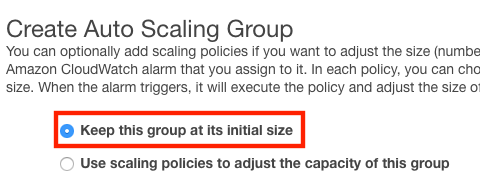 Create Auto Scaling Group
You can optionally add scaling policies if you want to adjust the size (numbe
Amazon CloudWatch alarm that you assign to it. In each policy, you can cho
size. When the alarm triggers, it will execute the policy and adjust the size of
Keep this group at its initial size
Use scaling policies to adjust the capacity of this group